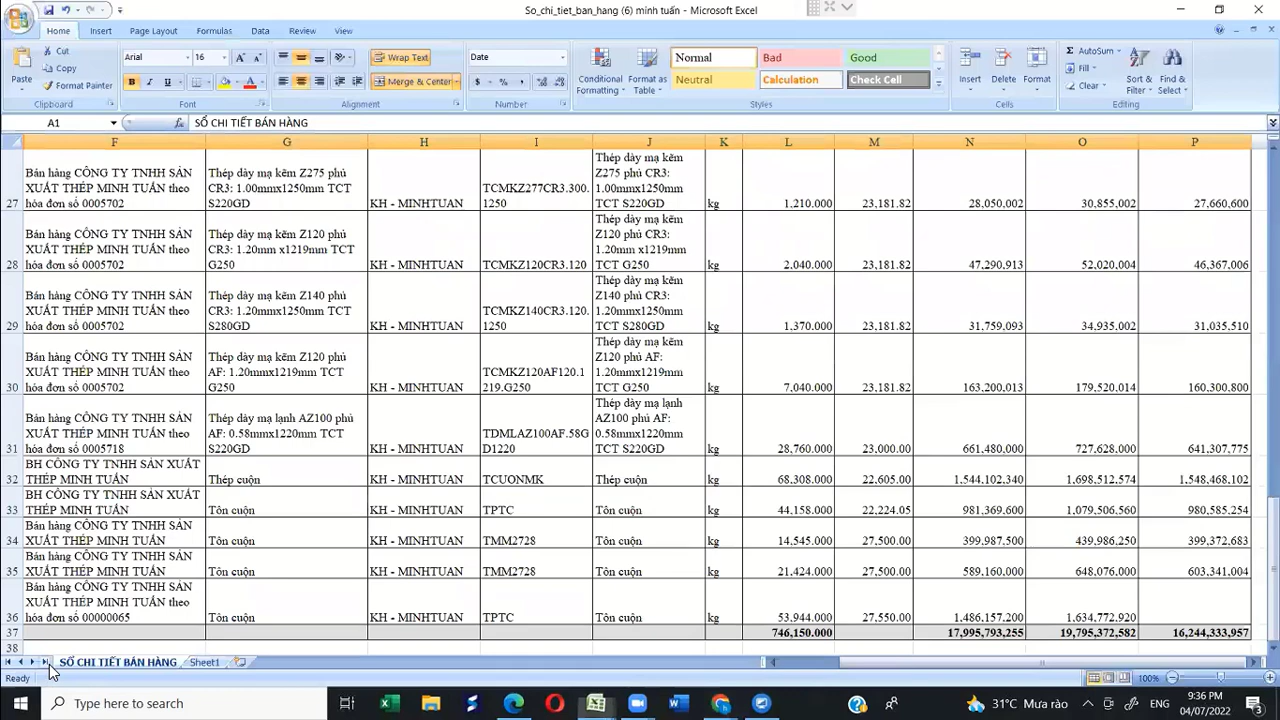 So_chi_tiet_ban_hang (6) minh tuấn - Microsoft Excel
Home Insert Page Layout Formulas Data Review View
Paste Cut Copy Format Painter Clipboard
Arial 16 B I U Font
Wrap Text Merge & Center Alignment
Date $ % , Number
Conditional Formatting Format as Table Normal Bad Good Neutral Calculation Check Cell Styles
Insert Delete Format Cells
AutoSum Fill Clear Sort & Filter Find & Select Editing
A1 fx SỔ CHI TIẾT BÁN HÀNG
F G H I J K L M N O P
Bán hàng CÔNG TY TNHH SẢN Thép dày mạ kẽm Z275 phủ Thép dày mạ kẽm
XUẤT THÉP MINH TUẤN theo CR3: 1.00mmx1250mm TCT TCMKZ277CR3.300. Z275 phủ CR3: 1.00mmx1250mm
27 hóa đơn số 0005702 S220GD KH - MINHTUAN 1250 TCT S220GD kg 1,210.000 23,181.82 28,050,002 30,855,002 27,660,600
Bán hàng CÔNG TY TNHH SẢN Thép dày mạ kẽm Z120 phủ Thép dày mạ kẽm
XUẤT THÉP MINH TUẤN theo CR3: 1.20mm x1219mm TCT Z120 phủ CR3: 1.20mm x1219mm
28 hóa đơn số 0005702 G250 KH - MINHTUAN TCMKZ120CR3.120 TCT G250 kg 2,040.000 23,181.82 47,290,913 52,020,004 46,367,006
Bán hàng CÔNG TY TNHH SẢN Thép dày mạ kẽm Z140 phủ Thép dày mạ kẽm
XUẤT THÉP MINH TUẤN theo CR3: 1.20mmx1250mm TCT TCMKZ140CR3.120. Z140 phủ CR3: 1.20mmx1250mm
29 hóa đơn số 0005702 S280GD KH - MINHTUAN 1250 TCT S280GD kg 1,370.000 23,181.82 31,759,093 34,935,002 31,035,510
Bán hàng CÔNG TY TNHH SẢN Thép dày mạ kẽm Z120 phủ Thép dày mạ kẽm
XUẤT THÉP MINH TUẤN theo AF: 1.20mmx1219mm TCT TCMKZ120AF120.1 Z120 phủ AF: 1.20mmx1219mm
30 hóa đơn số 0005702 G250 KH - MINHTUAN 219.G250 TCT G250 kg 7,040.000 23,181.82 163,200,013 179,520,014 160,300,800
Bán hàng CÔNG TY TNHH SẢN Thép dày mạ lạnh AZ100 phủ Thép dày mạ lạnh
XUẤT THÉP MINH TUẤN theo AF: 0.58mmx1220mm TCT TDMLAZ100AF.58G AZ100 phủ AF: 0.58mmx1220mm
31 hóa đơn số 0005718 S220GD KH - MINHTUAN D1220 TCT S220GD kg 28,760.000 23,000.00 661,480,000 727,628,000 641,307,775
BH CÔNG TY TNHH SẢN XUẤT
32 THÉP MINH TUẤN Thép cuộn KH - MINHTUAN TCUONMK Thép cuộn kg 68,308.000 22,605.00 1,544,102,340 1,698,512,574 1,548,468,102
BH CÔNG TY TNHH SẢN XUẤT
33 THÉP MINH TUẤN Tôn cuộn KH - MINHTUAN TPTC Tôn cuộn kg 44,158.000 22,224.05 981,369,600 1,079,506,560 980,585,254
Bán hàng CÔNG TY TNHH SẢN
34 XUẤT THÉP MINH TUẤN Tôn cuộn KH - MINHTUAN TMM2728 Tôn cuộn kg 14,545.000 27,500.00 399,987,500 439,986,250 399,372,683
Bán hàng CÔNG TY TNHH SẢN
35 XUẤT THÉP MINH TUẤN Tôn cuộn KH - MINHTUAN TMM2728 Tôn cuộn kg 21,424.000 27,500.00 589,160,000 648,076,000 603,341,004
Bán hàng CÔNG TY TNHH SẢN
XUẤT THÉP MINH TUẤN theo
36 hóa đơn số 00000065 Tôn cuộn KH - MINHTUAN TPTC Tôn cuộn kg 53,944.000 27,550.00 1,486,157,200 1,634,772,920
37 746,150.000 17,995,793,255 19,795,372,582 16,244,333,957
38
SỔ CHI TIẾT BÁN HÀNG Sheet1
Ready 100%
Type here to search 31°C Mưa rào 9:36 PM
04/07/2022